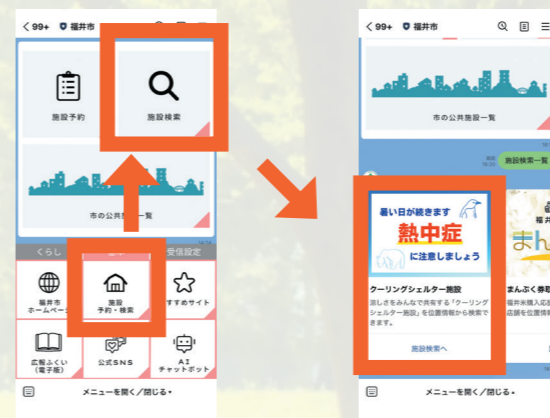 99+ 福井市
施設予約
施設検索
市の公共
一覧
くらし
受信設定
福井市
ホームページ
施設
予約・検索
すすめサイト
広報ふくい
(電子版)
公式SNS
AI
チャットボット
メニューを開く/閉じる
99+ 福井市
市の公共施設一覧
施設検索一覧
暑い日が続きます
熱中症
に注意しましょう
クーリングシェルター施設
涼しさをみんなで共有する「クーリング
シェルター施設」を位置情報から検索で
きます。
施設検索へ
福井
まん
まんぷく券取
福井米購入応
店舗を位置情
メニューを開く/閉じる